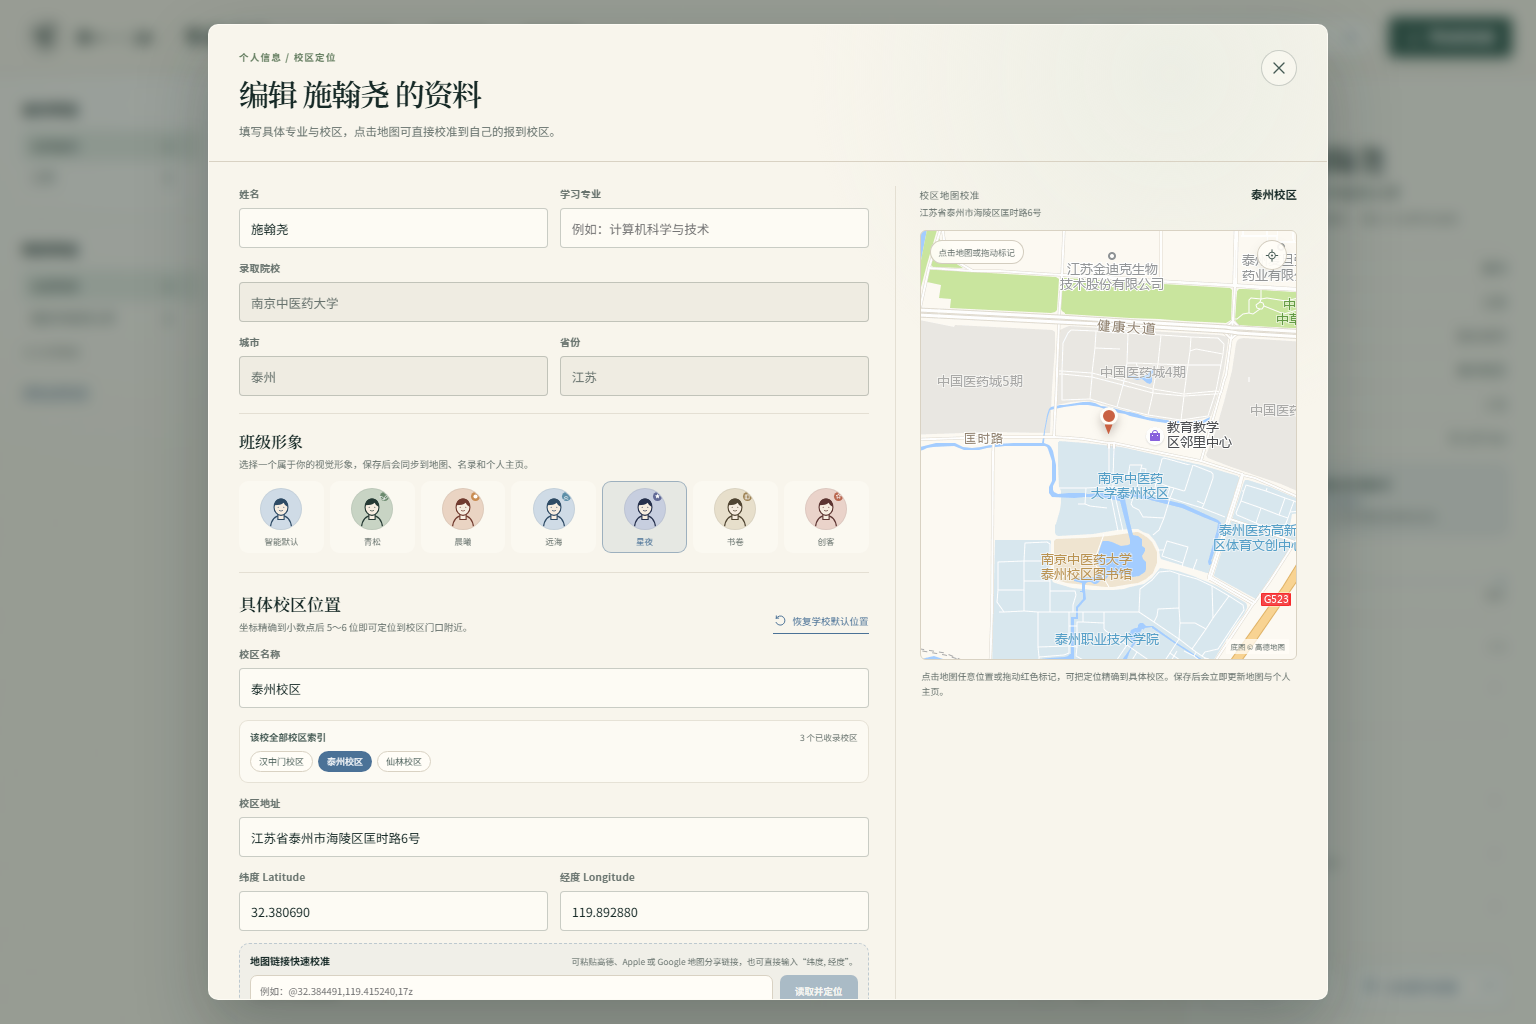 个人信息 / 校区定位
编辑 施翰尧 的资料
填写具体专业与校区，点击地图可直接校准到自己的报到校区。
姓名
学习专业
施翰尧
例如：计算机科学与技术
录取院校
南京中医药大学
城市
省份
泰州
江苏
班级形象
选择一个属于你的视觉形象，保存后会同步到地图、名录和个人主页。
智能默认
青松
晨曦
远海
星夜
书卷
创客
具体校区位置
坐标精确到小数点后 5～6 位即可定位到校区门口附近。
恢复学校默认位置
校区名称
泰州校区
该校全部校区索引
3 个已收录校区
汉中门校区
泰州校区
仙林校区
校区地址
江苏省泰州市海陵区匡时路6号
纬度 Latitude
经度 Longitude
32.380690
119.892880
地图链接快速校准
可粘贴高德、Apple 或 Google 地图分享链接，也可直接输入“纬度, 经度”。
例如：@32.384491,119.415240,17z
读取并定位
校区地图校准
泰州校区
江苏省泰州市海陵区匡时路6号
点击地图或拖动标记
江苏金迪克生物
技术股份有限公司
药业有限
健康大道
中国医药城5期
中国医药城4期
中国医药
匡时路
教育教学
区邻里中心
南京中医药
大学泰州校区
泰州医药高新
区体育文创中心
南京中医药大学
泰州校区图书馆
G523
泰州职业技术学院
底图 © 高德地图
点击地图任意位置或拖动红色标记，可把定位精确到具体校区。保存后会立即更新地图与个人
主页。